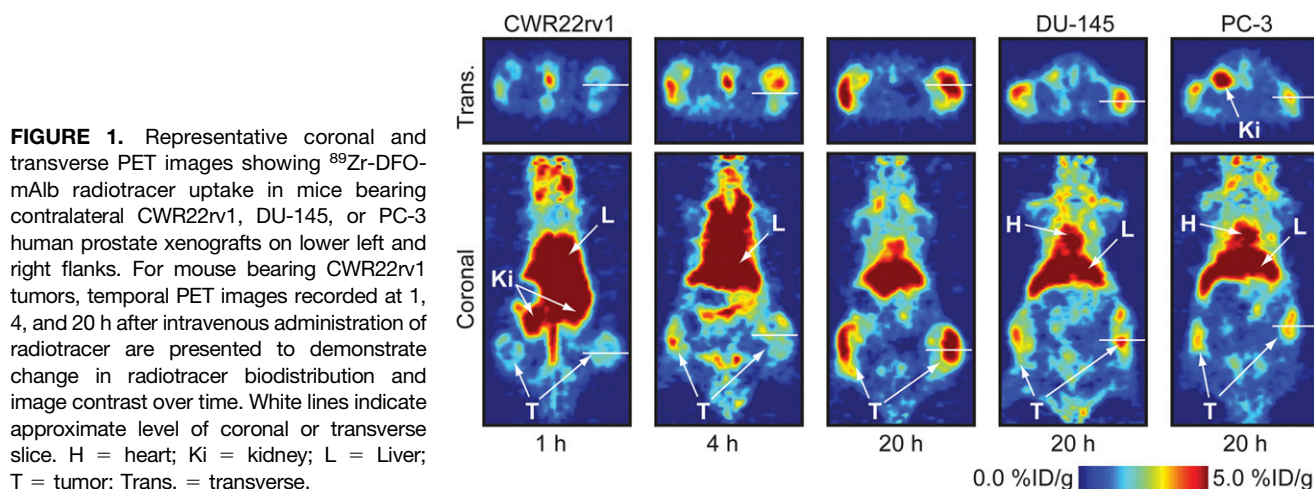 FIGURE 1. Representative coronal and
transverse PET images showing ⁸⁹Zr-DFO-
mAlb radiotracer uptake in mice bearing
contralateral CWR22rv1, DU-145, or PC-3
human prostate xenografts on lower left and
right flanks. For mouse bearing CWR22rv1
tumors, temporal PET images recorded at 1,
4, and 20 h after intravenous administration of
radiotracer are presented to demonstrate
change in radiotracer biodistribution and
image contrast over time. White lines indicate
approximate level of coronal or transverse
slice. H = heart; Ki = kidney; L = Liver;
T = tumor: Trans. = transverse.
CWR22rv1 DU-145 PC-3
Trans.
Ki
Coronal
L
Ki
T
1 h
L
T
4 h
T
20 h
H
L
T
20 h
H
L
T
20 h
0.0 %ID/g 5.0 %ID/g